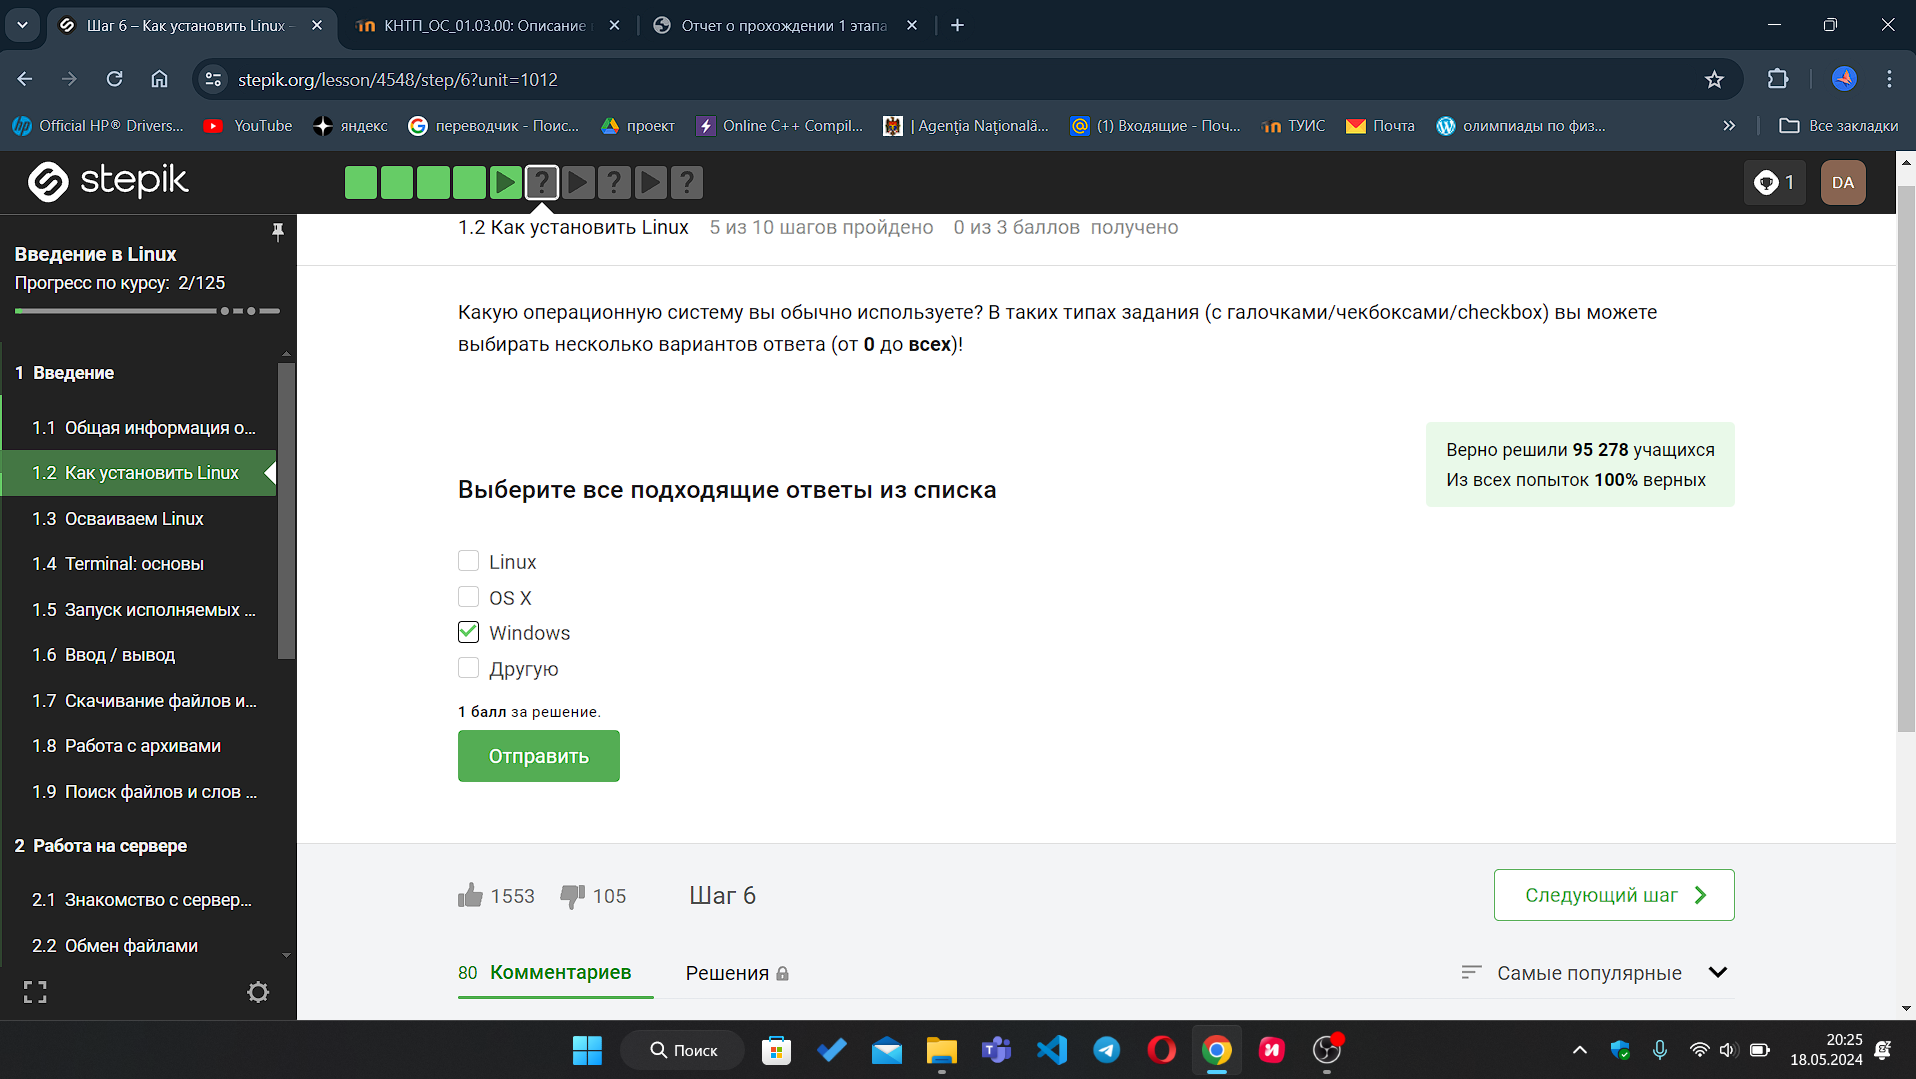 Шаг 6 – Как установить Linux –
КНТП_ОС_01.03.00: Описание
Отчет о прохождении 1 этапа
stepik.org/lesson/4548/step/6?unit=1012
Official HP® Drivers...
YouTube
яндекс
переводчик - Поис...
проект
Online C++ Compil...
| Agenția Națională...
(1) Входящие - Поч...
ТУИС
Почта
олимпиады по физ...
Все закладки
stepik
1
DA
Введение в Linux
Прогресс по курсу: 2/125
1 Введение
1.1 Общая информация о...
1.2 Как установить Linux
1.3 Осваиваем Linux
1.4 Terminal: основы
1.5 Запуск исполняемых ...
1.6 Ввод / вывод
1.7 Скачивание файлов и...
1.8 Работа с архивами
1.9 Поиск файлов и слов ...
2 Работа на сервере
2.1 Знакомство с сервер...
2.2 Обмен файлами
1.2 Как установить Linux 5 из 10 шагов пройдено 0 из 3 баллов получено
Какую операционную систему вы обычно используете? В таких типах задания (с галочками/чекбоксами/checkbox) вы можете
выбирать несколько вариантов ответа (от 0 до всех)!
Верно решили 95 278 учащихся
Из всех попыток 100% верных
Выберите все подходящие ответы из списка
Linux
OS X
Windows
Другую
1 балл за решение.
Отправить
1553
105
Шаг 6
Следующий шаг
80 Комментариев
Решения
Самые популярные
Поиск
20:25
18.05.2024